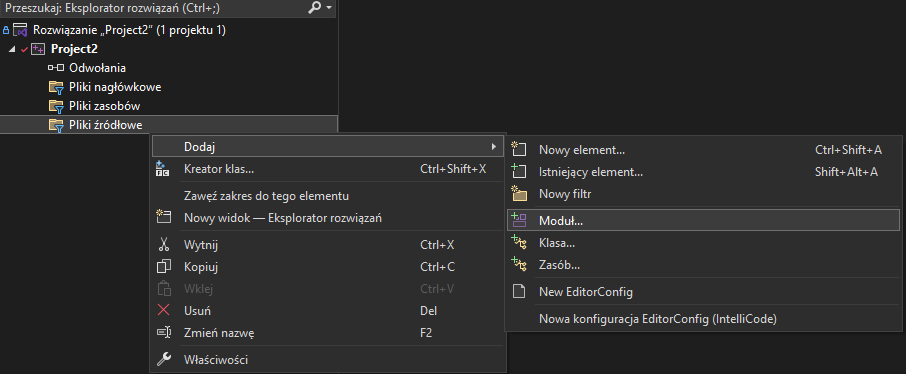 Przeszukaj: Eksplorator rozwiązań (Ctrl+;)
Rozwiązanie „Project2” (1 projektu 1)
Project2
Odwołania
Pliki nagłówkowe
Pliki zasobów
Pliki źródłowe
Dodaj
Kreator klas... Ctrl+Shift+X
Zawęź zakres do tego elementu
Nowy widok — Eksplorator rozwiązań
Wytnij Ctrl+X
Kopiuj Ctrl+C
Wklej Ctrl+V
Usuń Del
Zmień nazwę F2
Właściwości
Nowy element... Ctrl+Shift+A
Istniejący element... Shift+Alt+A
Nowy filtr
Moduł...
Klasa...
Zasób...
New EditorConfig
Nowa konfiguracja EditorConfig (IntelliCode)